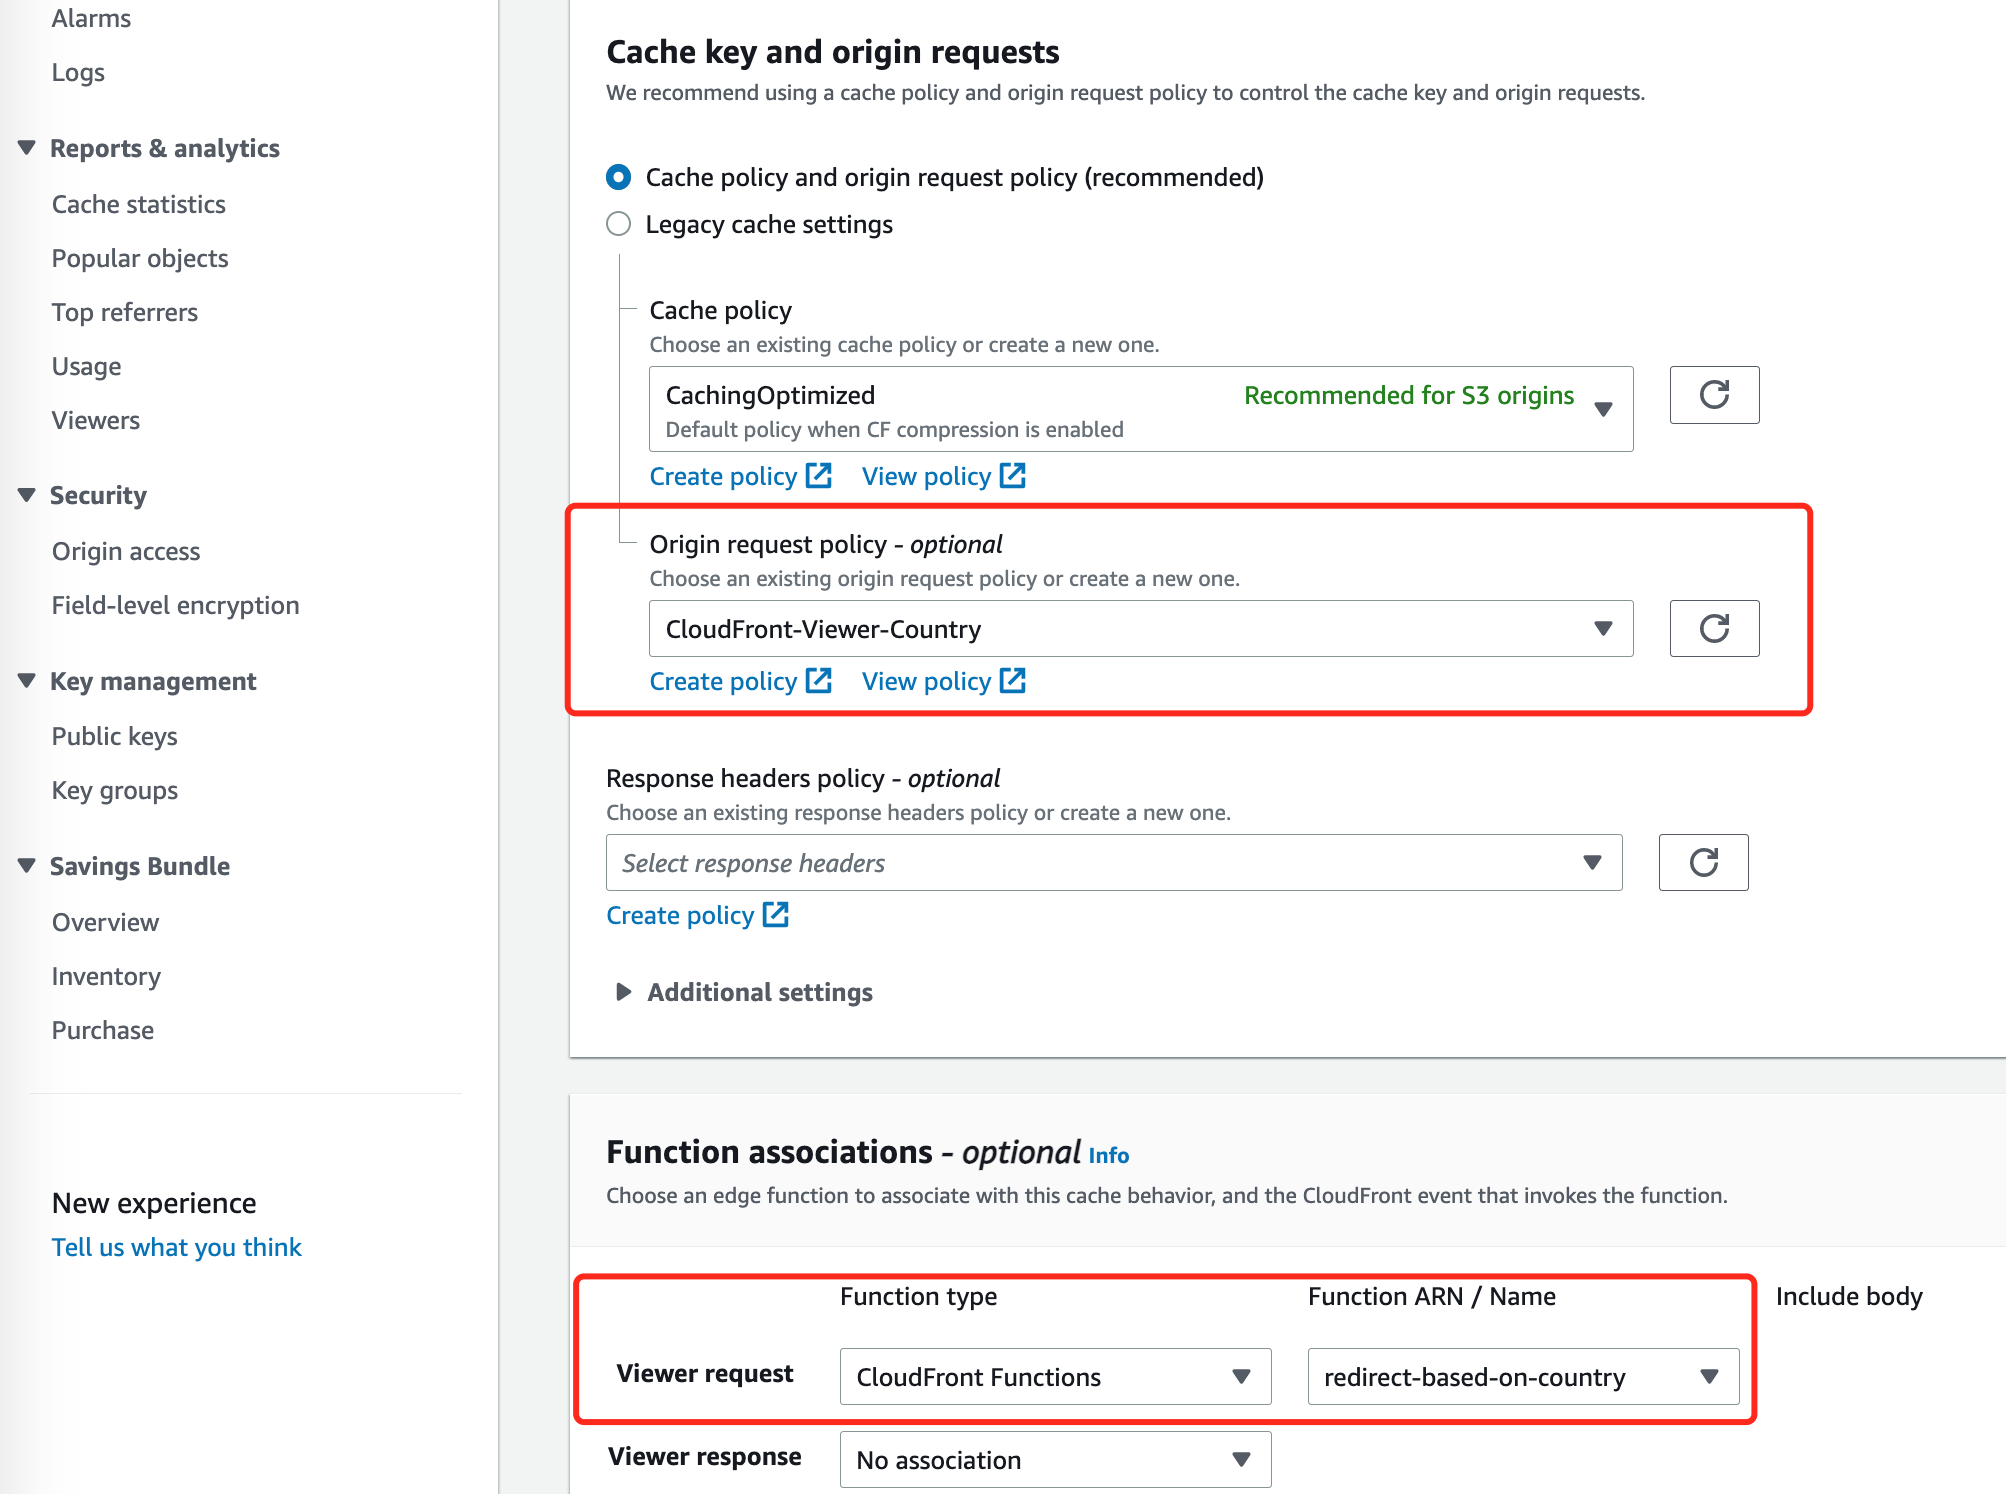 Alarms
Logs
Reports & analytics
Cache statistics
Popular objects
Top referrers
Usage
Viewers
Security
Origin access
Field-level encryption
Key management
Public keys
Key groups
Savings Bundle
Overview
Inventory
Purchase
New experience
Tell us what you think
Cache key and origin requests
We recommend using a cache policy and origin request policy to control the cache key and origin requests.
Cache policy and origin request policy (recommended)
Legacy cache settings
Cache policy
Choose an existing cache policy or create a new one.
CachingOptimized Recommended for S3 origins
Default policy when CF compression is enabled
Create policy View policy
Origin request policy - optional
Choose an existing origin request policy or create a new one.
CloudFront-Viewer-Country
Create policy View policy
Response headers policy - optional
Choose an existing response headers policy or create a new one.
Select response headers
Create policy
Additional settings
Function associations - optional Info
Choose an edge function to associate with this cache behavior, and the CloudFront event that invokes the function.
Function type Function ARN / Name Include body
Viewer request CloudFront Functions redirect-based-on-country
Viewer response No association